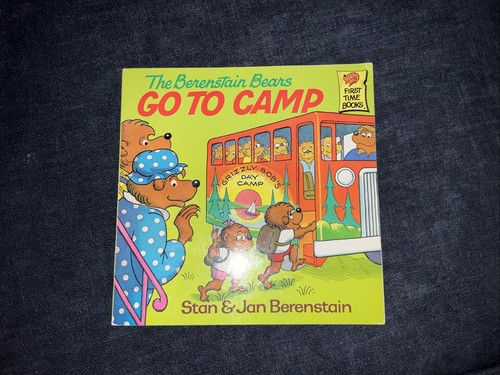 The Berenstain Bears
GO TO CAMP
FIRST
TIME
BOOKS
GRIZZLY BOB'S
DAY
CAMP
Stan & Jan Berenstain